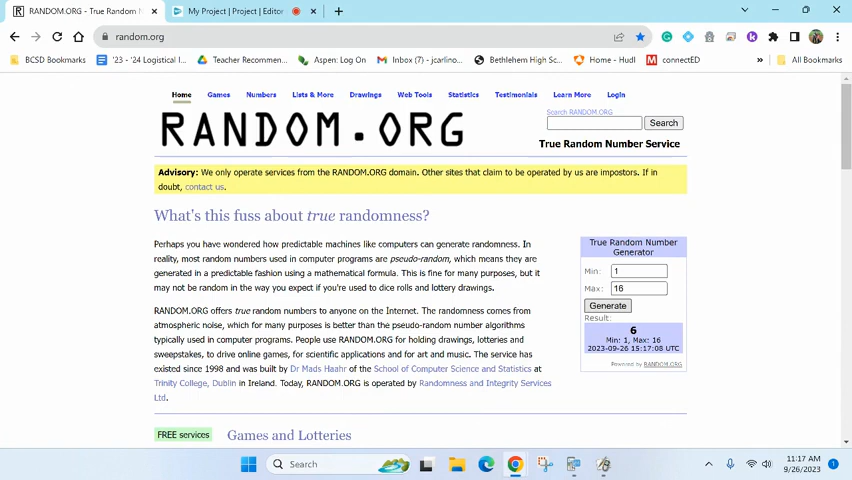 RANDOM.ORG - True Random
My Project | Project | Editor
random.org
BCSD Bookmarks
'23 - '24 Logistical I...
Teacher Recommen...
Aspen: Log On
Inbox (7) - jcarlino...
Bethlehem High Sc...
Home - Hudl
connectED
»
All Bookmarks
Home
Games
Numbers
Lists & More
Drawings
Web Tools
Statistics
Testimonials
Learn More
Login
RANDOM.ORG
Search RANDOM.ORG
Search
True Random Number Service
Advisory: We only operate services from the RANDOM.ORG domain. Other sites that claim to be operated by us are impostors. If in
doubt, contact us.
What's this fuss about true randomness?
Perhaps you have wondered how predictable machines like computers can generate randomness. In
reality, most random numbers used in computer programs are pseudo-random, which means they are
generated in a predictable fashion using a mathematical formula. This is fine for many purposes, but it
may not be random in the way you expect if you're used to dice rolls and lottery drawings.
RANDOM.ORG offers true random numbers to anyone on the Internet. The randomness comes from
atmospheric noise, which for many purposes is better than the pseudo-random number algorithms
typically used in computer programs. People use RANDOM.ORG for holding drawings, lotteries and
sweepstakes, to drive online games, for scientific applications and for art and music. The service has
existed since 1998 and was built by Dr Mads Haahr of the School of Computer Science and Statistics at
Trinity College, Dublin in Ireland. Today, RANDOM.ORG is operated by Randomness and Integrity Services
Ltd.
True Random Number
Generator
Min: 1
Max: 16
Generate
Result:
6
Min: 1, Max: 16
2023-09-26 15:17:08 UTC
Powered by RANDOM.ORG
FREE services
Games and Lotteries
Search
11:17 AM
9/26/2023
1